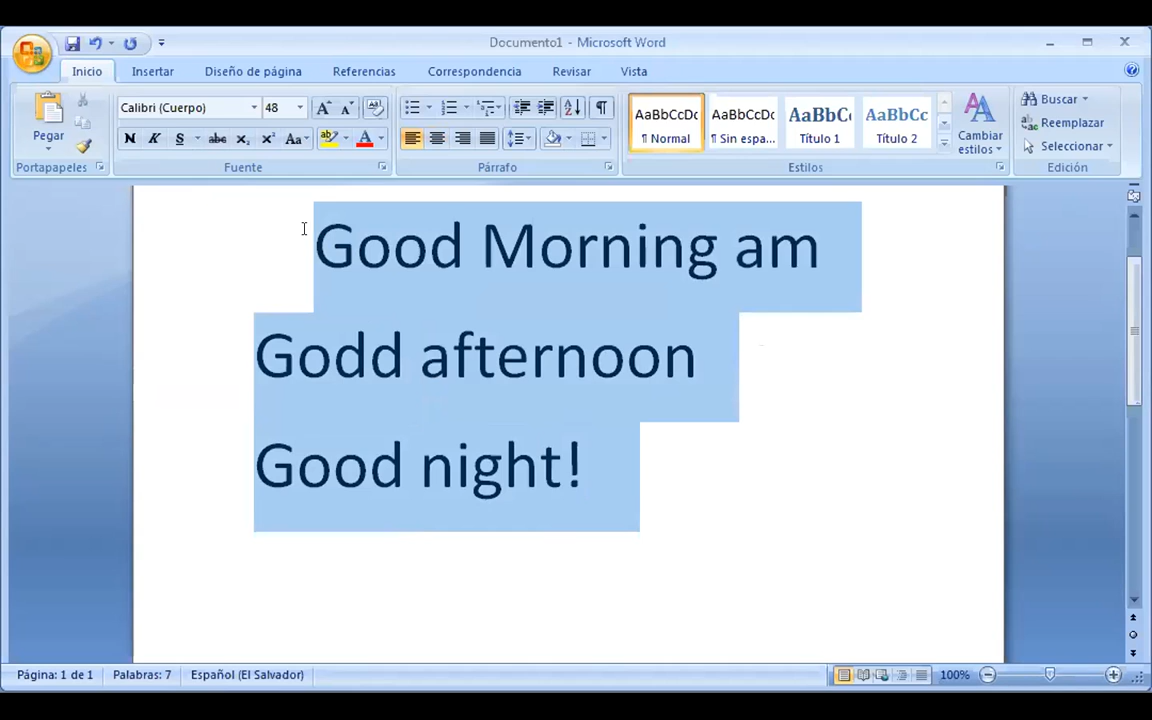 Documento1 - Microsoft Word
Inicio Insertar Diseño de página Referencias Correspondencia Revisar Vista
Calibri (Cuerpo) 48
AaBbCcDc AaBbCcDc AaBbC AaBbCc
Pegar
N K S abc x₂ x² Aa ab A
¶ Normal ¶ Sin espa... Título 1 Título 2
Cambiar estilos
Buscar
Reemplazar
Seleccionar
Portapapeles Fuente Párrafo Estilos Edición
Good Morning am
Godd afternoon
Good night!
Página: 1 de 1 Palabras: 7 Español (El Salvador) 100%